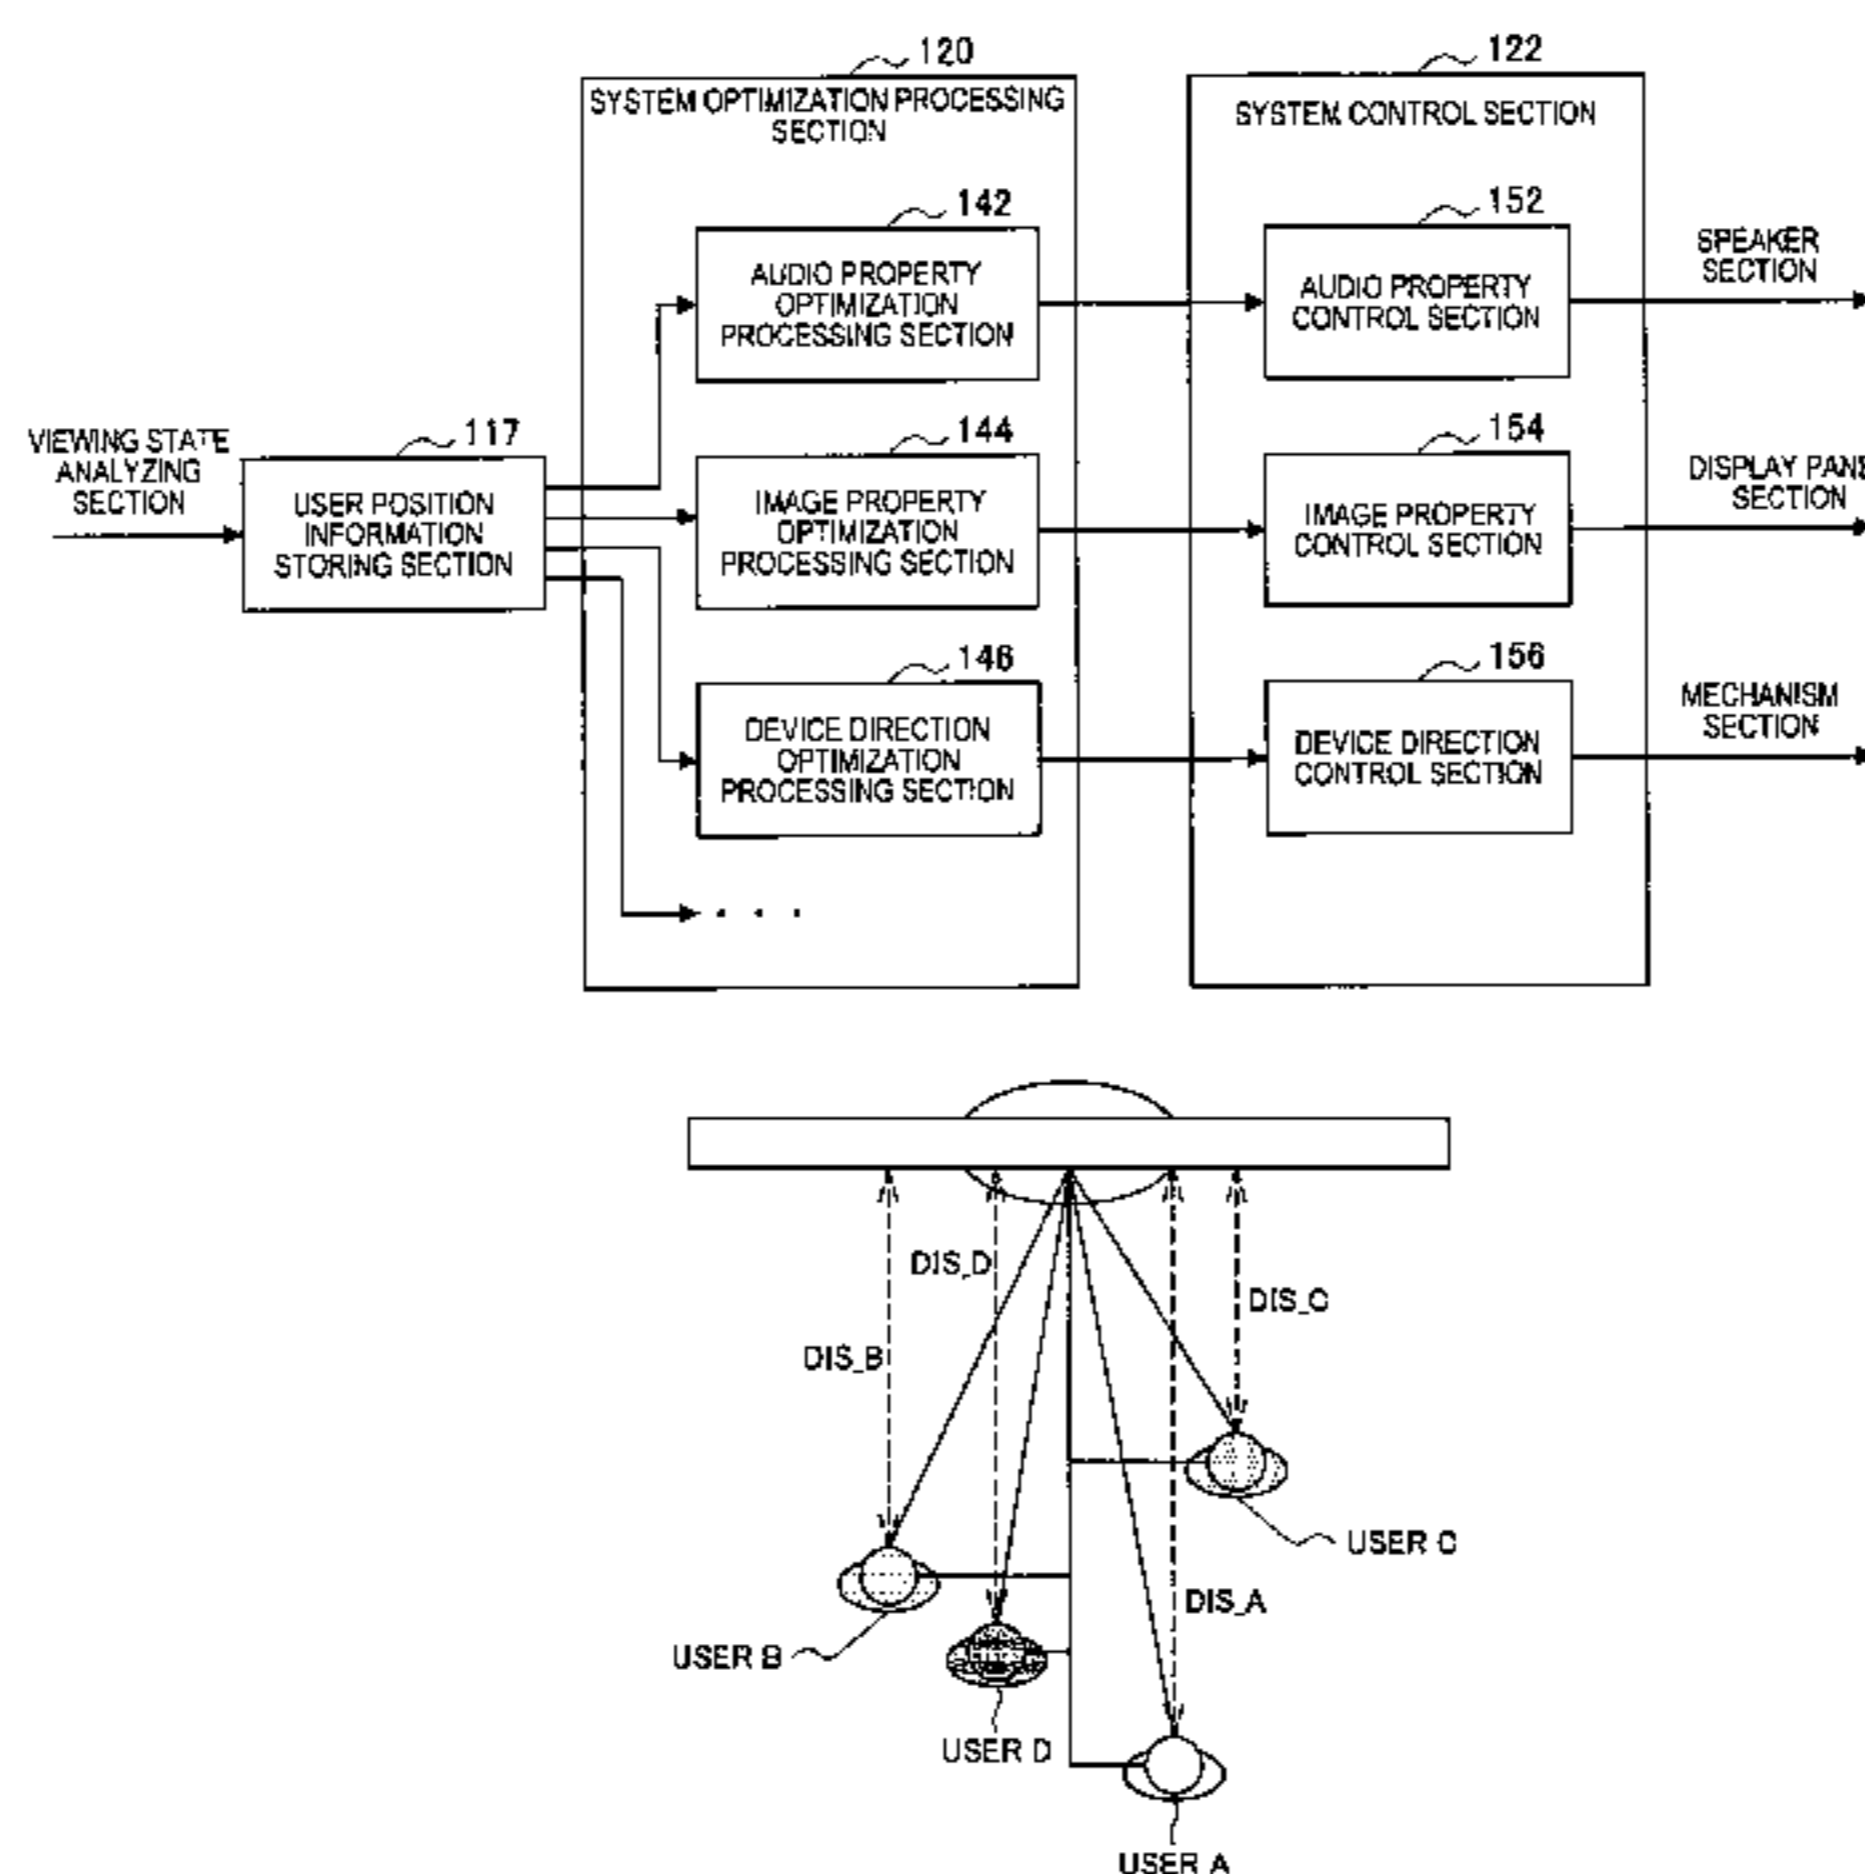 120
122
SYSTEM OPTIMIZATION PROCESSING
SECTION
SYSTEM CONTROL SECTION
142
152
AUDIO PROPERTY
OPTIMIZATION
PROCESSING SECTION
AUDIO PROPERTY
CONTROL SECTION
SPEAKER
SECTION
VIEWING STATE
ANALYZING
SECTION
117
USER POSITION
INFORMATION
STORING SECTION
144
154
IMAGE PROPERTY
OPTIMIZATION
PROCESSING SECTION
IMAGE PROPERTY
CONTROL SECTION
DISPLAY PANE
SECTION
146
156
DEVICE DIRECTION
OPTIMIZATION
PROCESSING SECTION
DEVICE DIRECTION
CONTROL SECTION
MECHANISM
SECTION
. . .
DIS_D
DIS_C
DIS_B
USER C
DIS_A
USER B
USER D
USER A